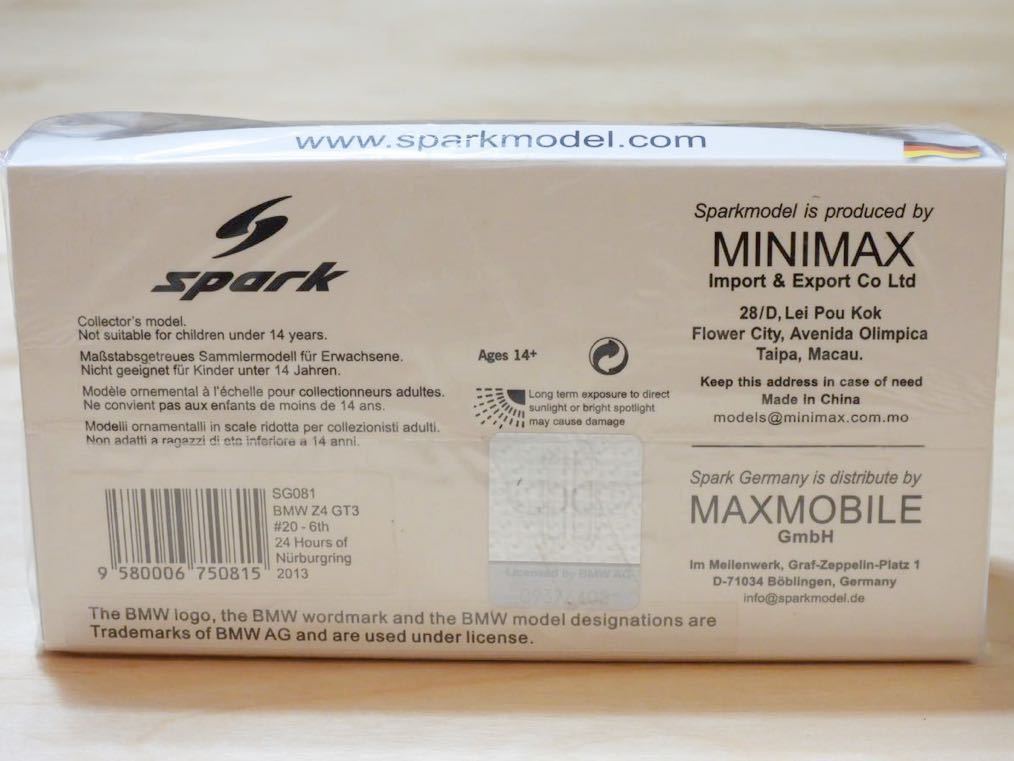 www.sparkmodel.com
spark
Collector's model.
Not suitable for children under 14 years.
Maßstabsgetreues Sammlermodell für Erwachsene.
Nicht geeignet für Kinder unter 14 Jahren.
Modèle ornemental à l'échelle pour collectionneurs adultes.
Ne convient pas aux enfants de moins de 14 ans.
Modelli ornamentalli in scale ridotta per collezionisti adulti.
Non adatti a ragazzi di eta inferiore a 14 anni.
Ages 14+
Long term exposure to direct
sunlight or bright spotlight
may cause damage
SG081
BMW Z4 GT3
#20 - 6th
24 Hours of
Nürburgring
2013
9 580006 750815
Licensed by BMW AG
The BMW logo, the BMW wordmark and the BMW model designations are
Trademarks of BMW AG and are used under license.
Sparkmodel is produced by
MINIMAX
Import & Export Co Ltd
28/D, Lei Pou Kok
Flower City, Avenida Olimpica
Taipa, Macau.
Keep this address in case of need
Made in China
models@minimax.com.mo
Spark Germany is distribute by
MAXMOBILE
GmbH
Im Meilenwerk, Graf-Zeppelin-Platz 1
D-71034 Böblingen, Germany
info@sparkmodel.de